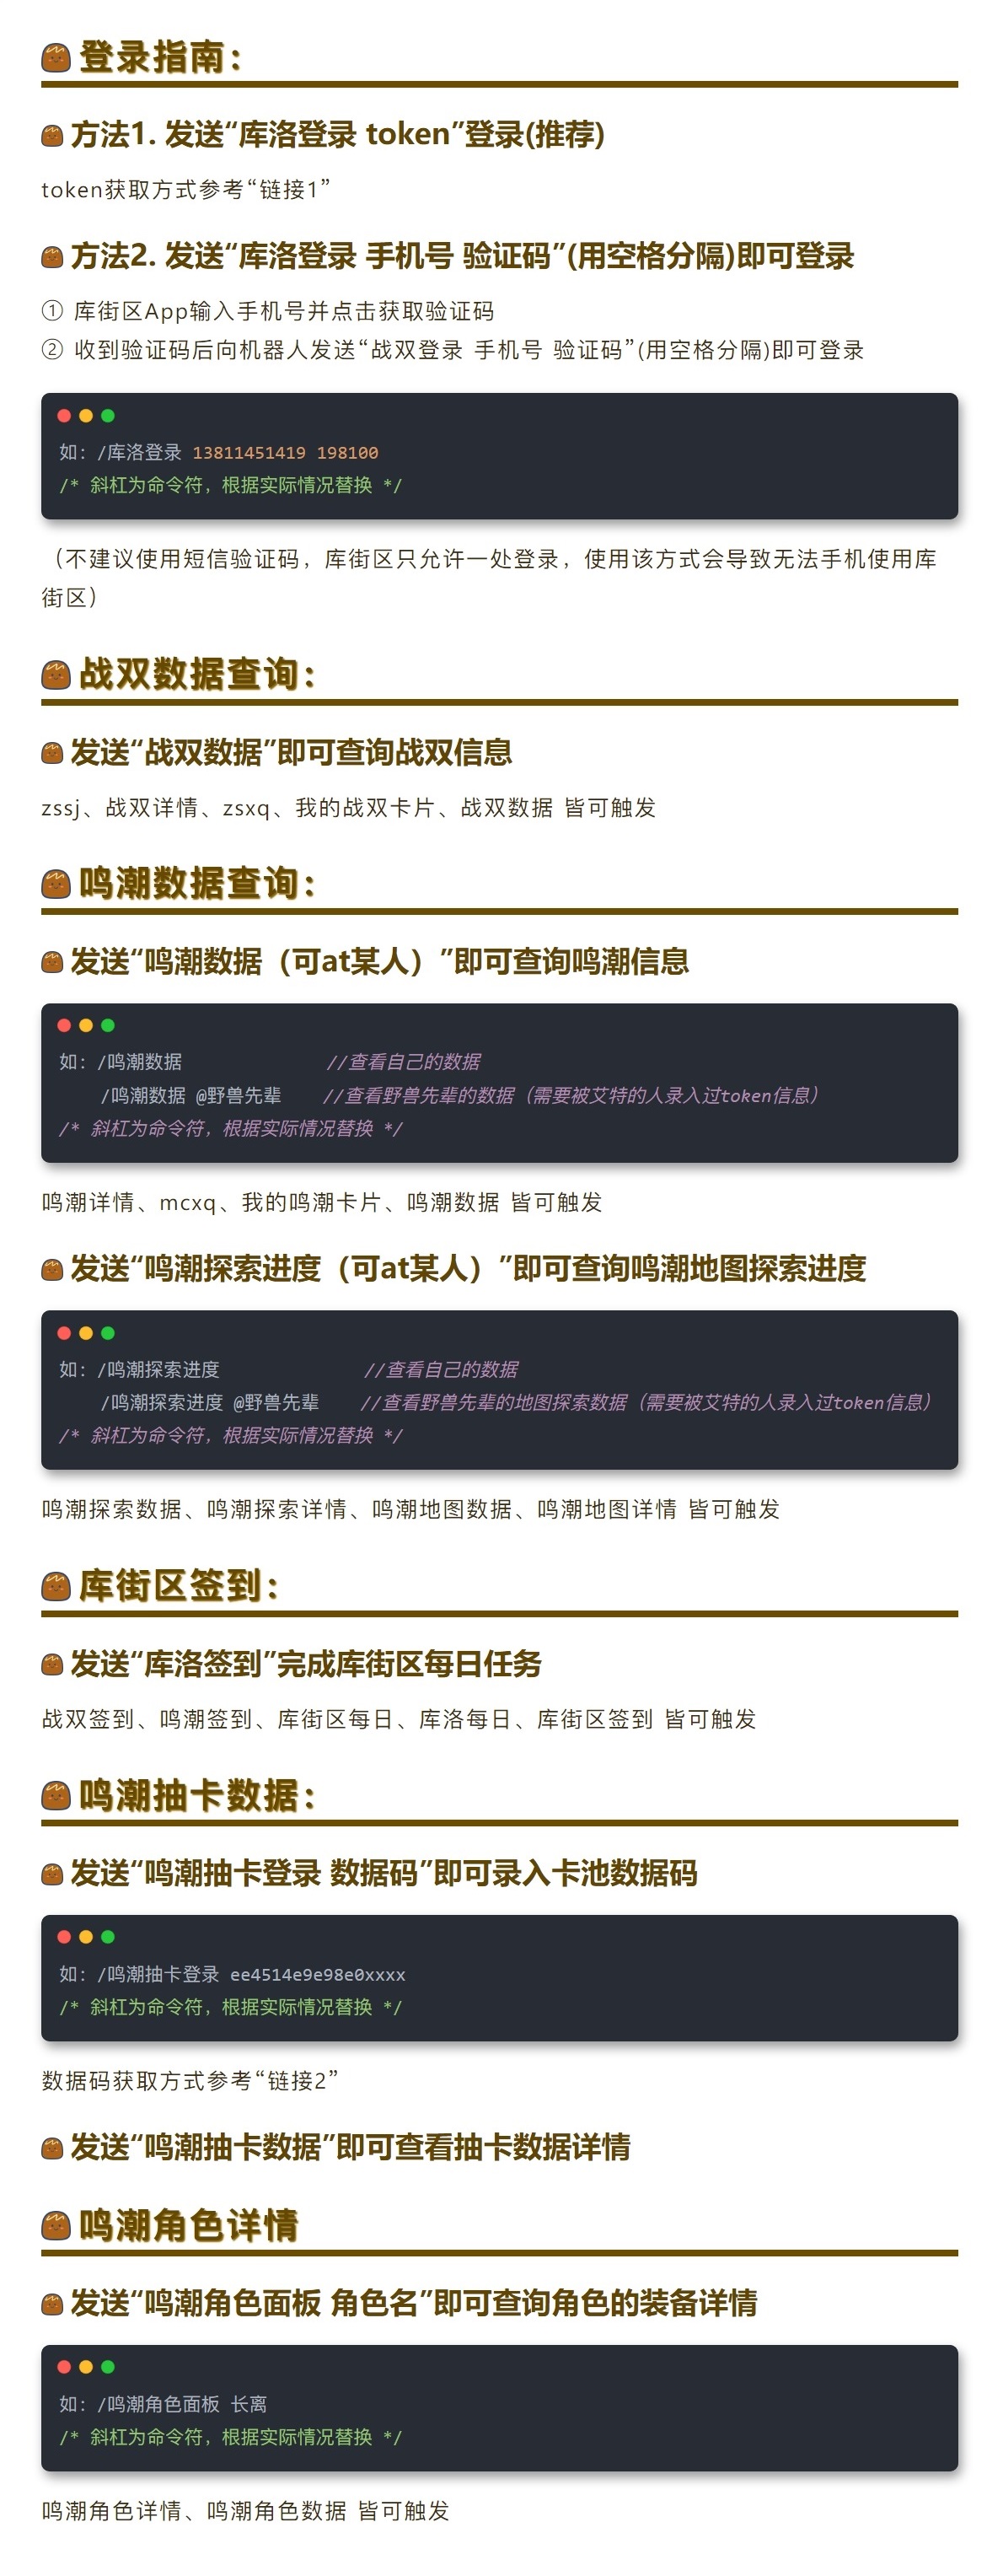 登录指南：
方法1. 发送“库洛登录 token”登录(推荐)
token获取方式参考“链接1”
方法2. 发送“库洛登录 手机号 验证码”(用空格分隔)即可登录
① 库街区App输入手机号并点击获取验证码
② 收到验证码后向机器人发送“战双登录 手机号 验证码”(用空格分隔)即可登录
如：/库洛登录 13811451419 198100
/* 斜杠为命令符，根据实际情况替换 */
（不建议使用短信验证码，库街区只允许一处登录，使用该方式会导致无法手机使用库
街区）
战双数据查询：
发送“战双数据”即可查询战双信息
zssj、战双详情、zsxq、我的战双卡片、战双数据 皆可触发
鸣潮数据查询：
发送“鸣潮数据（可at某人）”即可查询鸣潮信息
如：/鸣潮数据 //查看自己的数据
/鸣潮数据 @野兽先辈 //查看野兽先辈的数据（需要被艾特的人录入过token信息）
/* 斜杠为命令符，根据实际情况替换 */
鸣潮详情、mcxq、我的鸣潮卡片、鸣潮数据 皆可触发
发送“鸣潮探索进度（可at某人）”即可查询鸣潮地图探索进度
如：/鸣潮探索进度 //查看自己的数据
/鸣潮探索进度 @野兽先辈 //查看野兽先辈的地图探索数据（需要被艾特的人录入过token信息）
/* 斜杠为命令符，根据实际情况替换 */
鸣潮探索数据、鸣潮探索详情、鸣潮地图数据、鸣潮地图详情 皆可触发
库街区签到：
发送“库洛签到”完成库街区每日任务
战双签到、鸣潮签到、库街区每日、库洛每日、库街区签到 皆可触发
鸣潮抽卡数据：
发送“鸣潮抽卡登录 数据码”即可录入卡池数据码
如：/鸣潮抽卡登录 ee4514e9e98e0xxxx
/* 斜杠为命令符，根据实际情况替换 */
数据码获取方式参考“链接2”
发送“鸣潮抽卡数据”即可查看抽卡数据详情
鸣潮角色详情
发送“鸣潮角色面板 角色名”即可查询角色的装备详情
如：/鸣潮角色面板 长离
/* 斜杠为命令符，根据实际情况替换 */
鸣潮角色详情、鸣潮角色数据 皆可触发